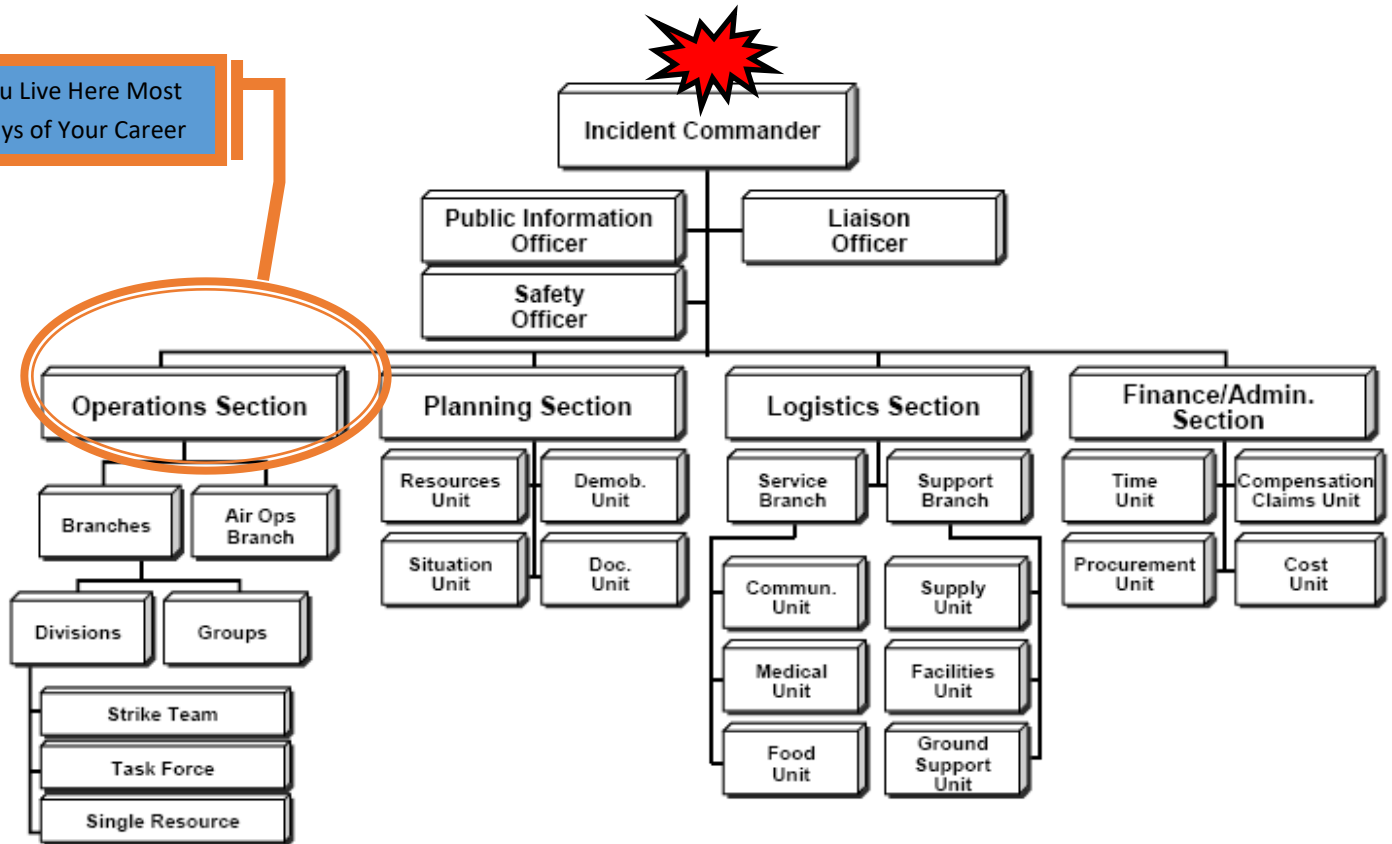 u Live Here Most
ys of Your Career
Incident Commander
Public Information
Officer
Liaison
Officer
Safety
Officer
Operations Section
Planning Section
Logistics Section
Finance/Admin.
Section
Branches
Air Ops
Branch
Divisions
Groups
Strike Team
Task Force
Single Resource
Resources
Unit
Demob.
Unit
Situation
Unit
Doc.
Unit
Service
Branch
Support
Branch
Commun.
Unit
Medical
Unit
Food
Unit
Supply
Unit
Facilities
Unit
Ground
Support
Unit
Time
Unit
Compensation
Claims Unit
Procurement
Unit
Cost
Unit